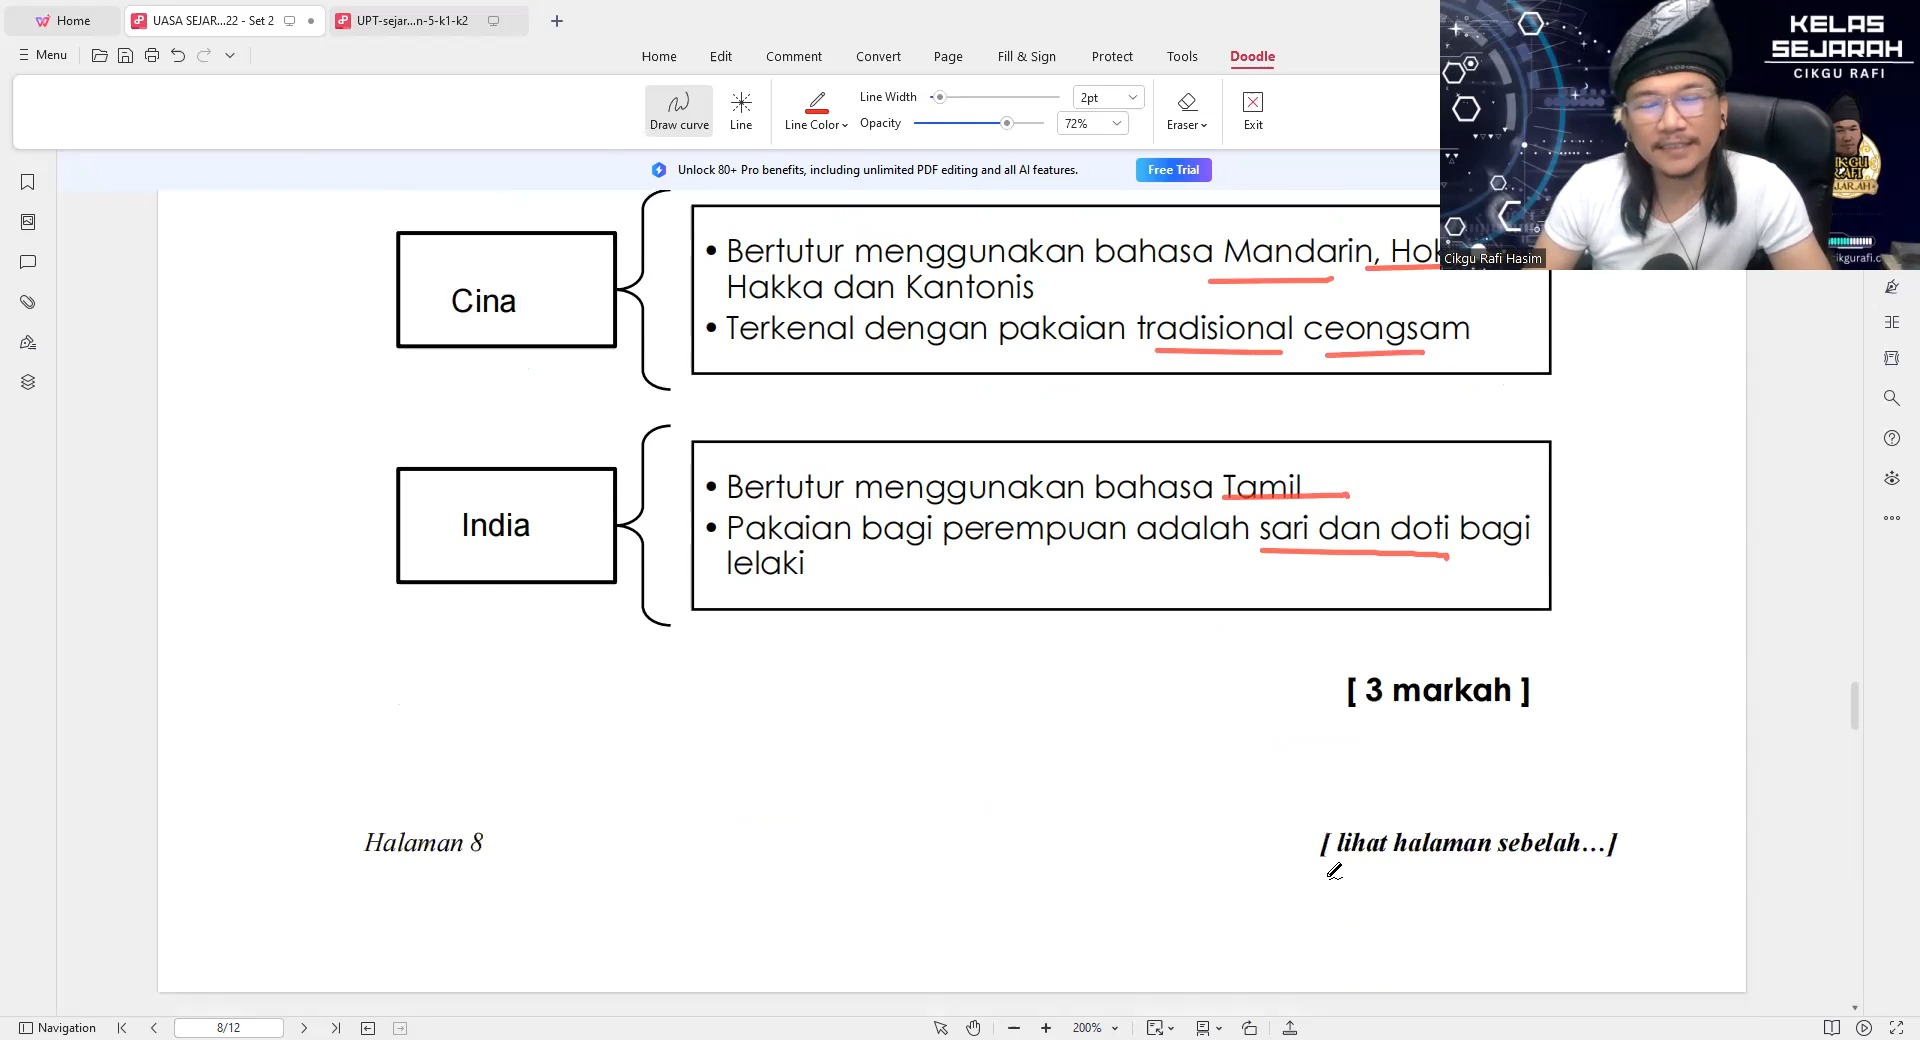 Home
UASA SEJAR...22 - Set 2
UPT-sejar...n-5-k1-k2
KELAS
SEJARAH
CIKGU RAFI
Menu
Home Edit Comment Convert Page Fill & Sign Protect Tools Doodle
Draw curve
Line
Line Color
Line Width
2pt
Opacity
72%
Eraser
Exit
Unlock 80+ Pro benefits, including unlimited PDF editing and all AI features.
Free Trial
Cikgu Rafi Hasim
ikgurafi.c
Cina
• Bertutur menggunakan bahasa Mandarin, Hok
Hakka dan Kantonis
• Terkenal dengan pakaian tradisional ceongsam
India
• Bertutur menggunakan bahasa Tamil
• Pakaian bagi perempuan adalah sari dan doti bagi
lelaki
[ 3 markah ]
Halaman 8
[ lihat halaman sebelah...]
Navigation
8/12
200%